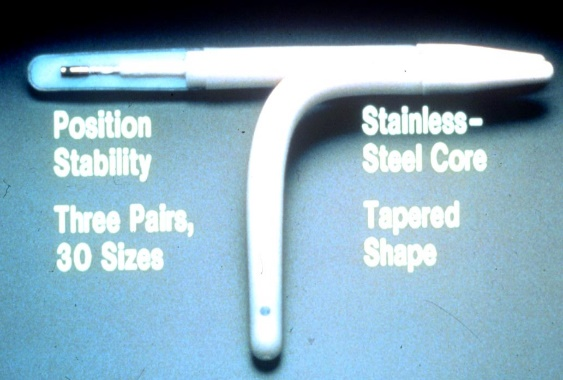 Position
Stability
Three Pairs,
30 Sizes
Stainless-
Steel Core
Tapered
Shape